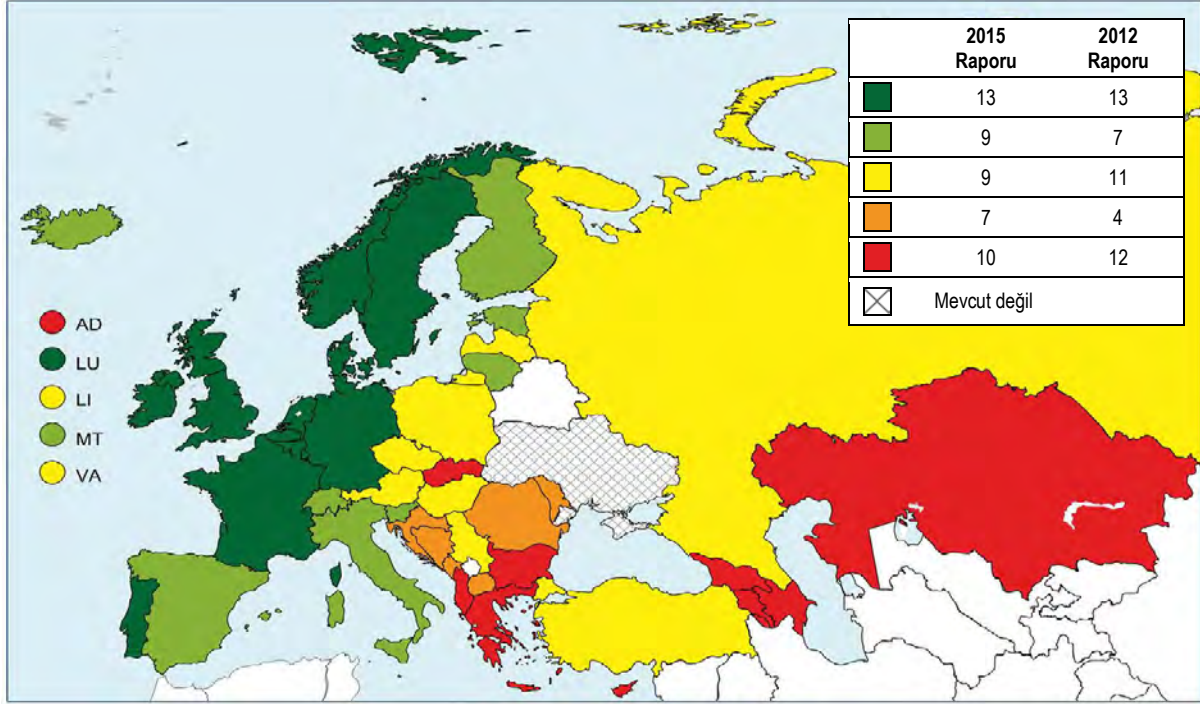 2015 2012
Raporu Raporu
13 13
9 7
9 11
7 4
10 12
Mevcut değil
AD
LU
LI
MT
VA